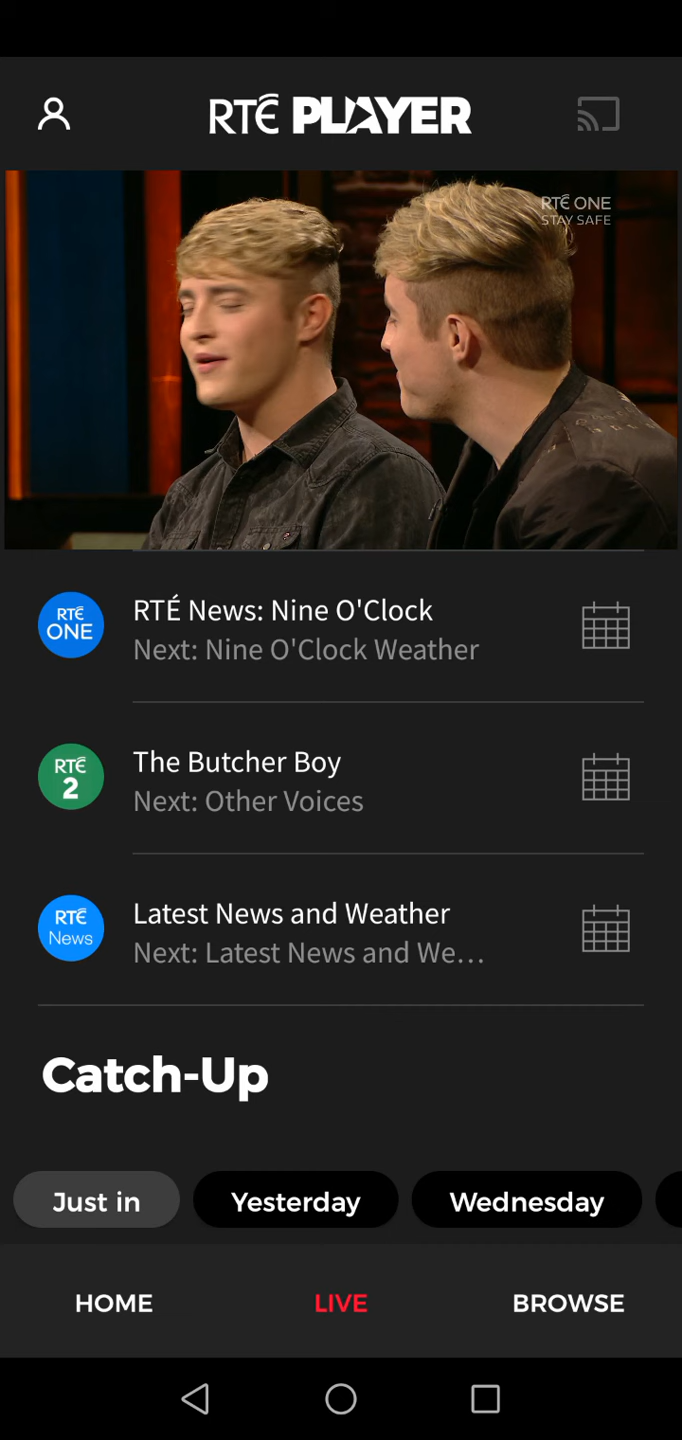 RTÉ PLAYER
RTÉ ONE
STAY SAFE
RTÉ
ONE
RTÉ News: Nine O'Clock
Next: Nine O'Clock Weather
RTÉ
2
The Butcher Boy
Next: Other Voices
RTÉ
News
Latest News and Weather
Next: Latest News and We...
Catch-Up
Just in
Yesterday
Wednesday
HOME
LIVE
BROWSE